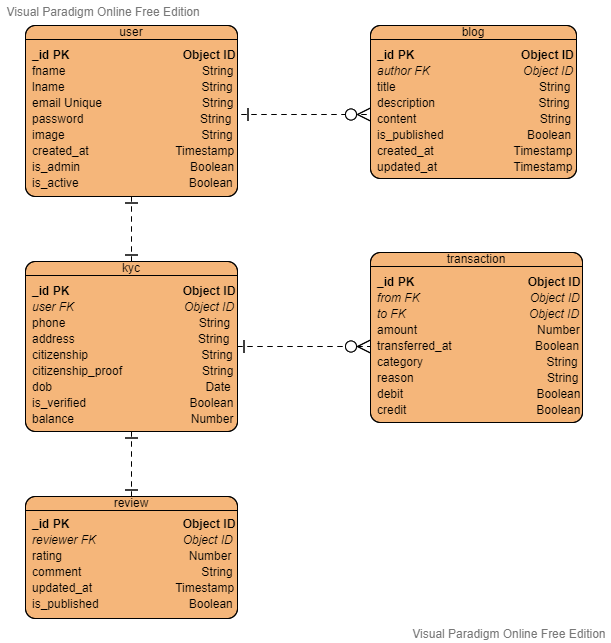 Visual Paradigm Online Free Edition
user
_id PK Object ID
fname String
lname String
email Unique String
password String
image String
created_at Timestamp
is_admin Boolean
is_active Boolean
blog
_id PK Object ID
author FK Object ID
title String
description String
content String
is_published Boolean
created_at Timestamp
updated_at Timestamp
kyc
_id PK Object ID
user FK Object ID
phone String
address String
citizenship String
citizenship_proof String
dob Date
is_verified Boolean
balance Number
transaction
_id PK Object ID
from FK Object ID
to FK Object ID
amount Number
transferred_at Boolean
category String
reason String
debit Boolean
credit Boolean
review
_id PK Object ID
reviewer FK Object ID
rating Number
comment String
updated_at Timestamp
is_published Boolean
Visual Paradigm Online Free Edition